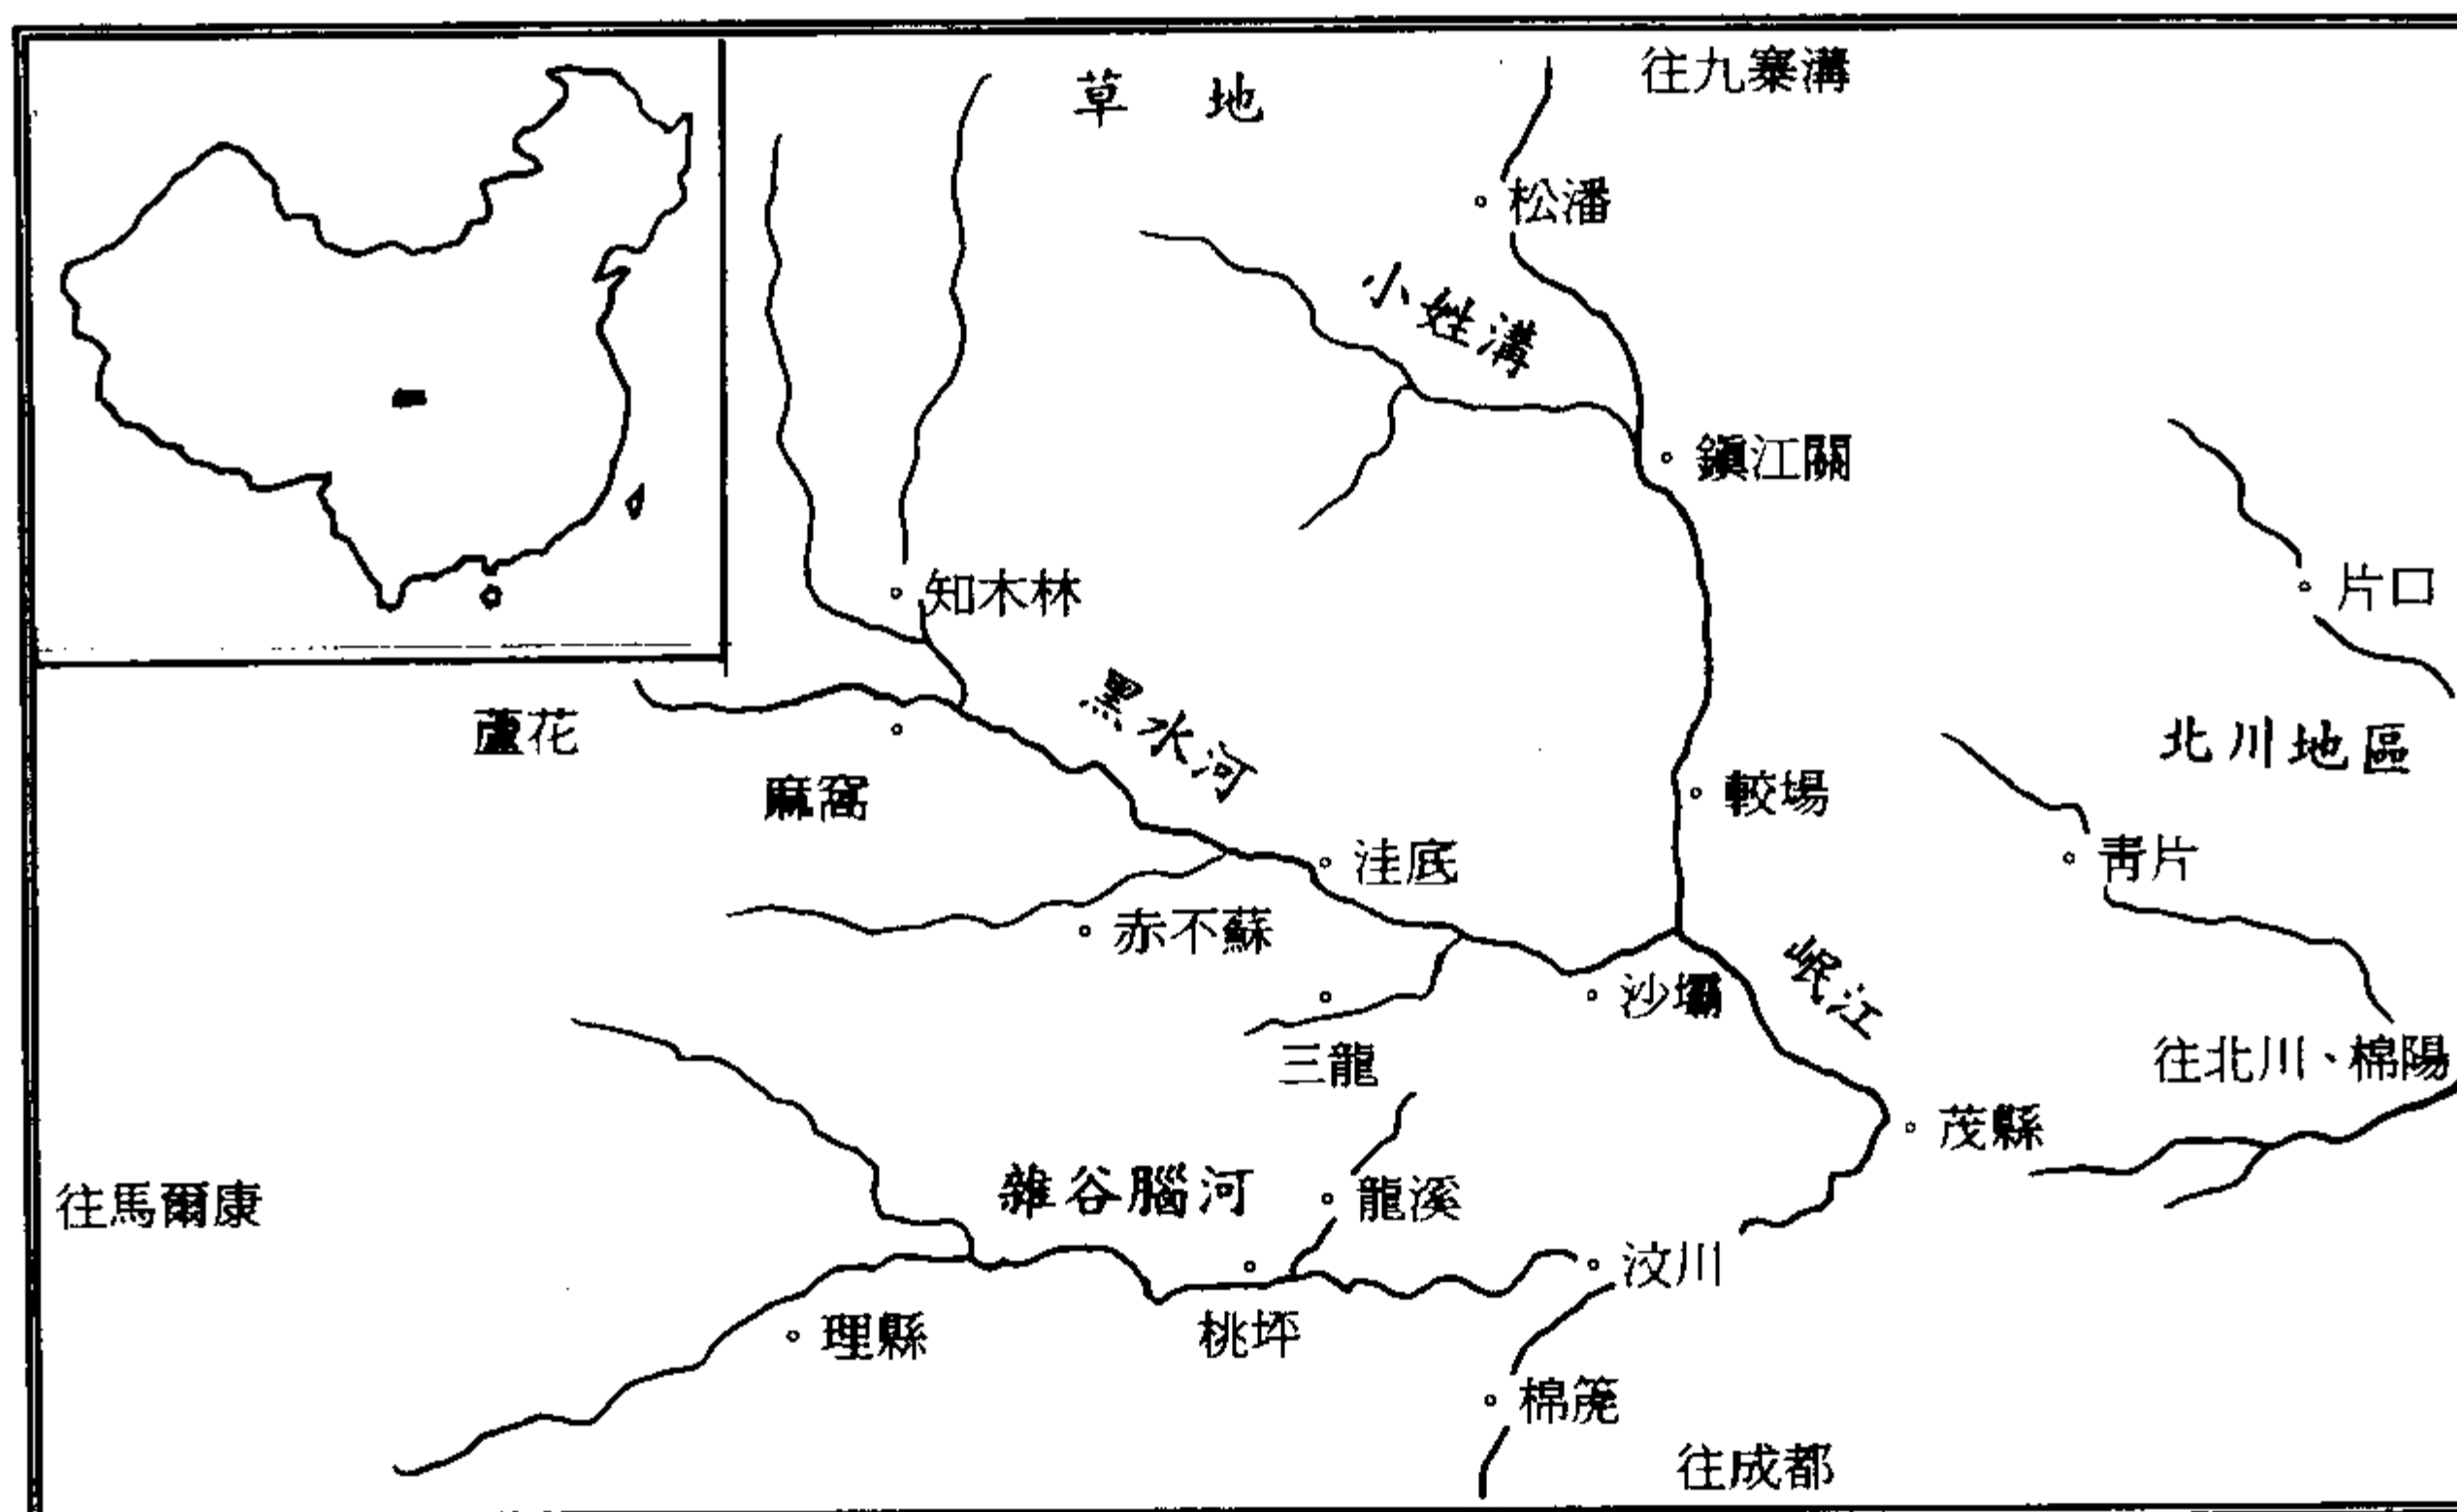 往九寨溝
草地
松潘
小姓溝
鎮江關
知木林
片口
黑水河
蘆花
北川地區
麻窩
較場
洼底
青片
赤不蘇
岷江
沙壩
三龍
往北川、棉陽
茂縣
雜谷腦河
龍溪
往馬爾康
汶川
理縣
桃坪
棉篪
往成都